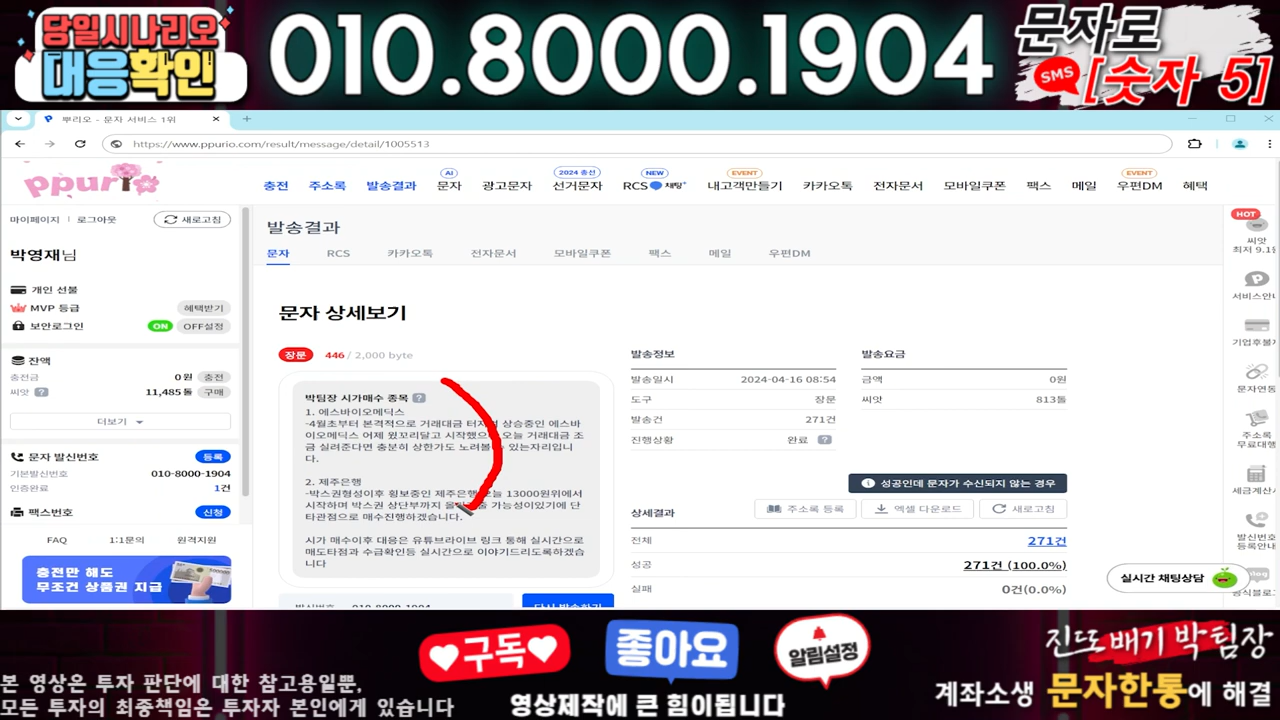 당일시나리오
대응확인
010.8000.1904
문자로
SMS
[숫자 5]
뿌리오 - 문자 서비스 1위
https://www.ppurio.com/result/message/detail/1005513
ppurio
충전
주소록
발송결과
AI
문자
광고문자
2024 총선
선거문자
NEW
RCS 채팅+
EVENT
내고객만들기
카카오톡
전자문서
모바일쿠폰
팩스
메일
EVENT
우편DM
혜택
마이페이지 | 로그아웃
새로고침
박영재님
개인 선불
MVP 등급
혜택받기
보안로그인
ON
OFF설정
잔액
충전금
0원
충전
씨앗 ?
11,485톨
구매
더보기
문자 발신번호
등록
기본발신번호
010-8000-1904
인증완료
1건
팩스번호
신청
FAQ
1:1문의
원격지원
충전만 해도
무조건 상품권 지급
발송결과
문자
RCS
카카오톡
전자문서
모바일쿠폰
팩스
메일
우편DM
문자 상세보기
장문
446 / 2,000 byte
박팀장 시가매수 종목 ?
1. 에스바이오메딕스
-4월초부터 본격적으로 거래대금 터지 상승중인 에스바
이오메딕스 어제 윗꼬리달고 시작했으 오늘 거래대금 조
금 실려준다면 충분히 상한가도 노려볼 있는자리입니
다.
2. 제주은행
-박스권형성이후 횡보중인 제주은행 오늘 13000원위에서
시작하며 박스권 상단부까지 가능성이있기에 단
타관점으로 매수진행하겠습니다.
시가 매수이후 대응은 유튜브라이브 링크 통해 실시간으로
매도타점과 수급확인등 실시간으로 이야기드리도록하겠습
니다
발송정보
발송일시
2024-04-16 08:54
도구
장문
발송건
271건
진행상황
완료 ?
발송요금
금액
0원
씨앗
813톨
성공인데 문자가 수신되지 않는 경우
상세결과
주소록 등록
엑셀 다운로드
새로고침
전체
271건
성공
271건 (100.0%)
실패
0건(0.0%)
HOT
씨앗
최저 9.1
서비스안
기업후불
문자연동
주소록
무료대행
세금계산
발신번호
등록안내
실시간 채팅상담
구독
좋아요
알림설정
영상제작에 큰 힘이됩니다
본 영상은 투자 판단에 대한 참고용일뿐,
모든 투자의 최종책임은 투자자 본인에게 있습니다
진또배기 박팀장
계좌소생 문자한통에 해결